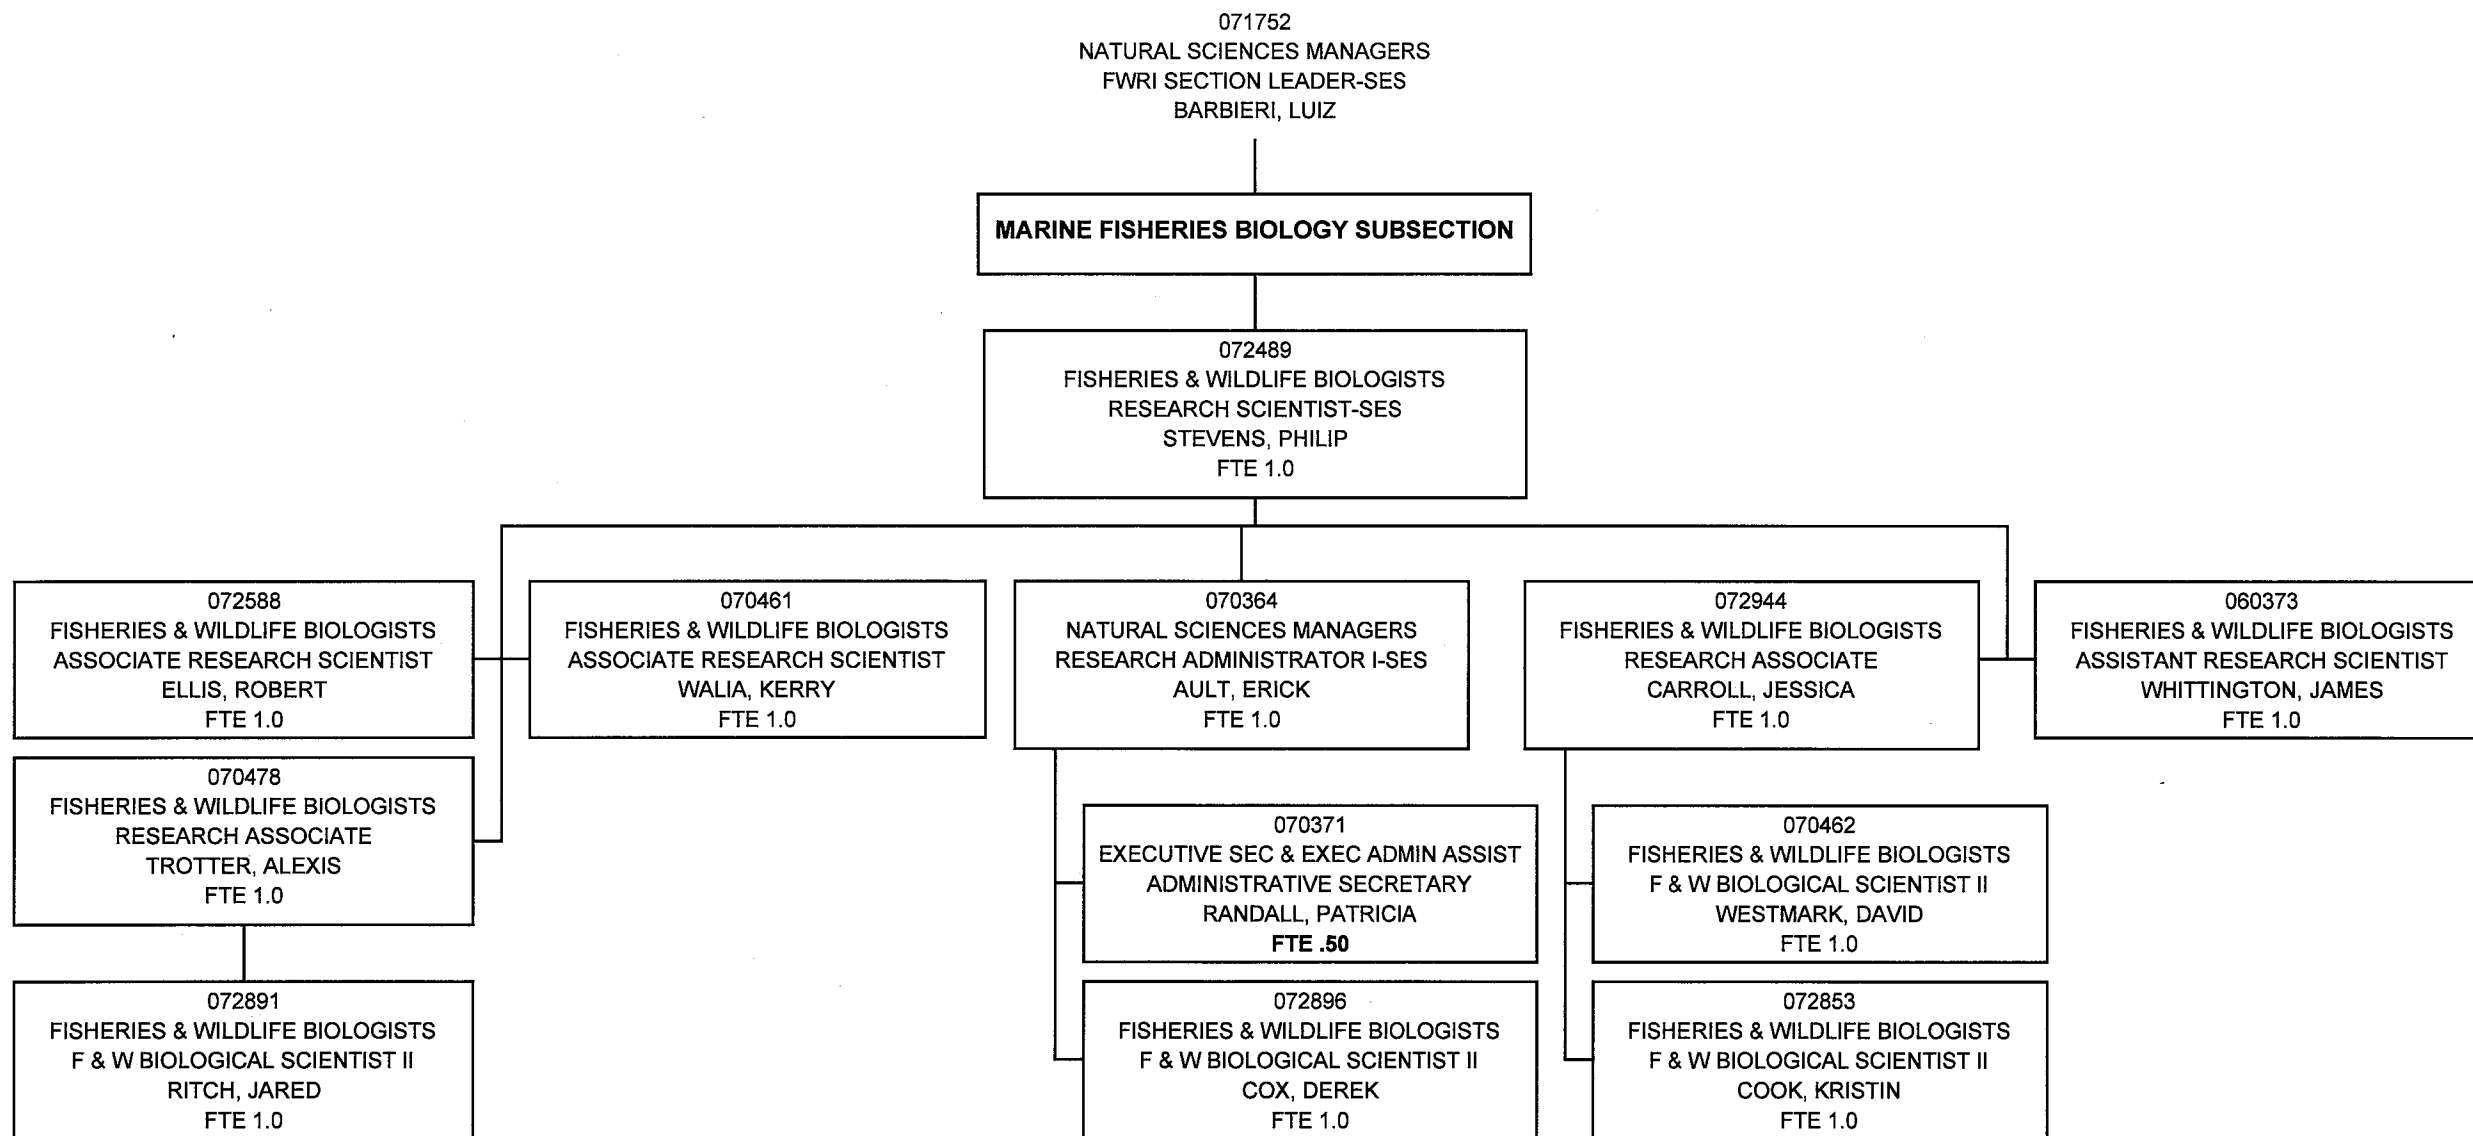 071752
NATURAL SCIENCES MANAGERS
FWRI SECTION LEADER-SES
BARBIERI, LUIZ
MARINE FISHERIES BIOLOGY SUBSECTION
072489
FISHERIES & WILDLIFE BIOLOGISTS
RESEARCH SCIENTIST-SES
STEVENS, PHILIP
FTE 1.0
072588
FISHERIES & WILDLIFE BIOLOGISTS
ASSOCIATE RESEARCH SCIENTIST
ELLIS, ROBERT
FTE 1.0
070461
FISHERIES & WILDLIFE BIOLOGISTS
ASSOCIATE RESEARCH SCIENTIST
WALIA, KERRY
FTE 1.0
070364
NATURAL SCIENCES MANAGERS
RESEARCH ADMINISTRATOR I-SES
AULT, ERICK
FTE 1.0
072944
FISHERIES & WILDLIFE BIOLOGISTS
RESEARCH ASSOCIATE
CARROLL, JESSICA
FTE 1.0
060373
FISHERIES & WILDLIFE BIOLOGISTS
ASSISTANT RESEARCH SCIENTIST
WHITTINGTON, JAMES
FTE 1.0
070478
FISHERIES & WILDLIFE BIOLOGISTS
RESEARCH ASSOCIATE
TROTTER, ALEXIS
FTE 1.0
070371
EXECUTIVE SEC & EXEC ADMIN ASSIST
ADMINISTRATIVE SECRETARY
RANDALL, PATRICIA
FTE .50
070462
FISHERIES & WILDLIFE BIOLOGISTS
F & W BIOLOGICAL SCIENTIST II
WESTMARK, DAVID
FTE 1.0
072891
FISHERIES & WILDLIFE BIOLOGISTS
F & W BIOLOGICAL SCIENTIST II
RITCH, JARED
FTE 1.0
072896
FISHERIES & WILDLIFE BIOLOGISTS
F & W BIOLOGICAL SCIENTIST II
COX, DEREK
FTE 1.0
072853
FISHERIES & WILDLIFE BIOLOGISTS
F & W BIOLOGICAL SCIENTIST II
COOK, KRISTIN
FTE 1.0